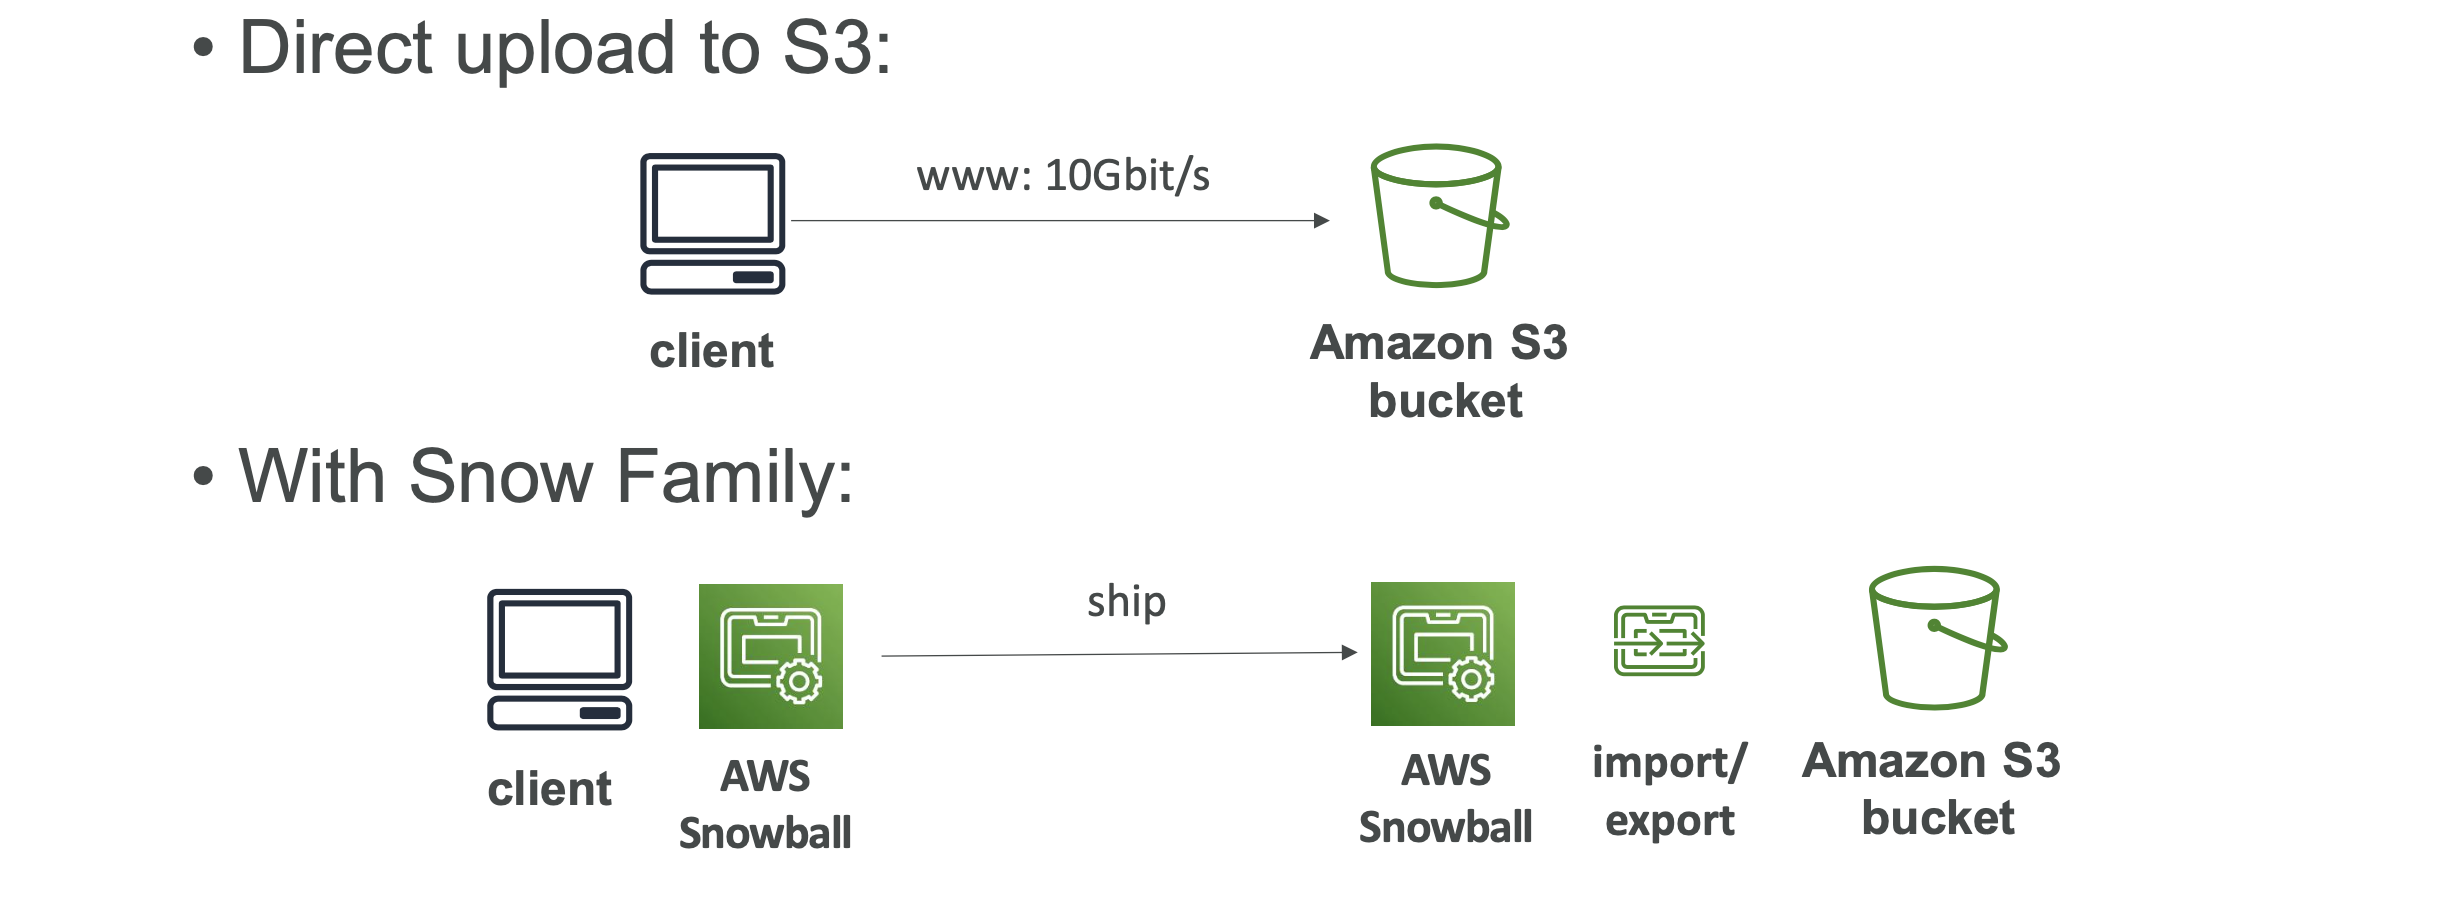 • Direct upload to S3:
www: 10Gbit/s
client
Amazon S3
bucket
• With Snow Family:
ship
client
AWS
Snowball
AWS
Snowball
import/
export
Amazon S3
bucket